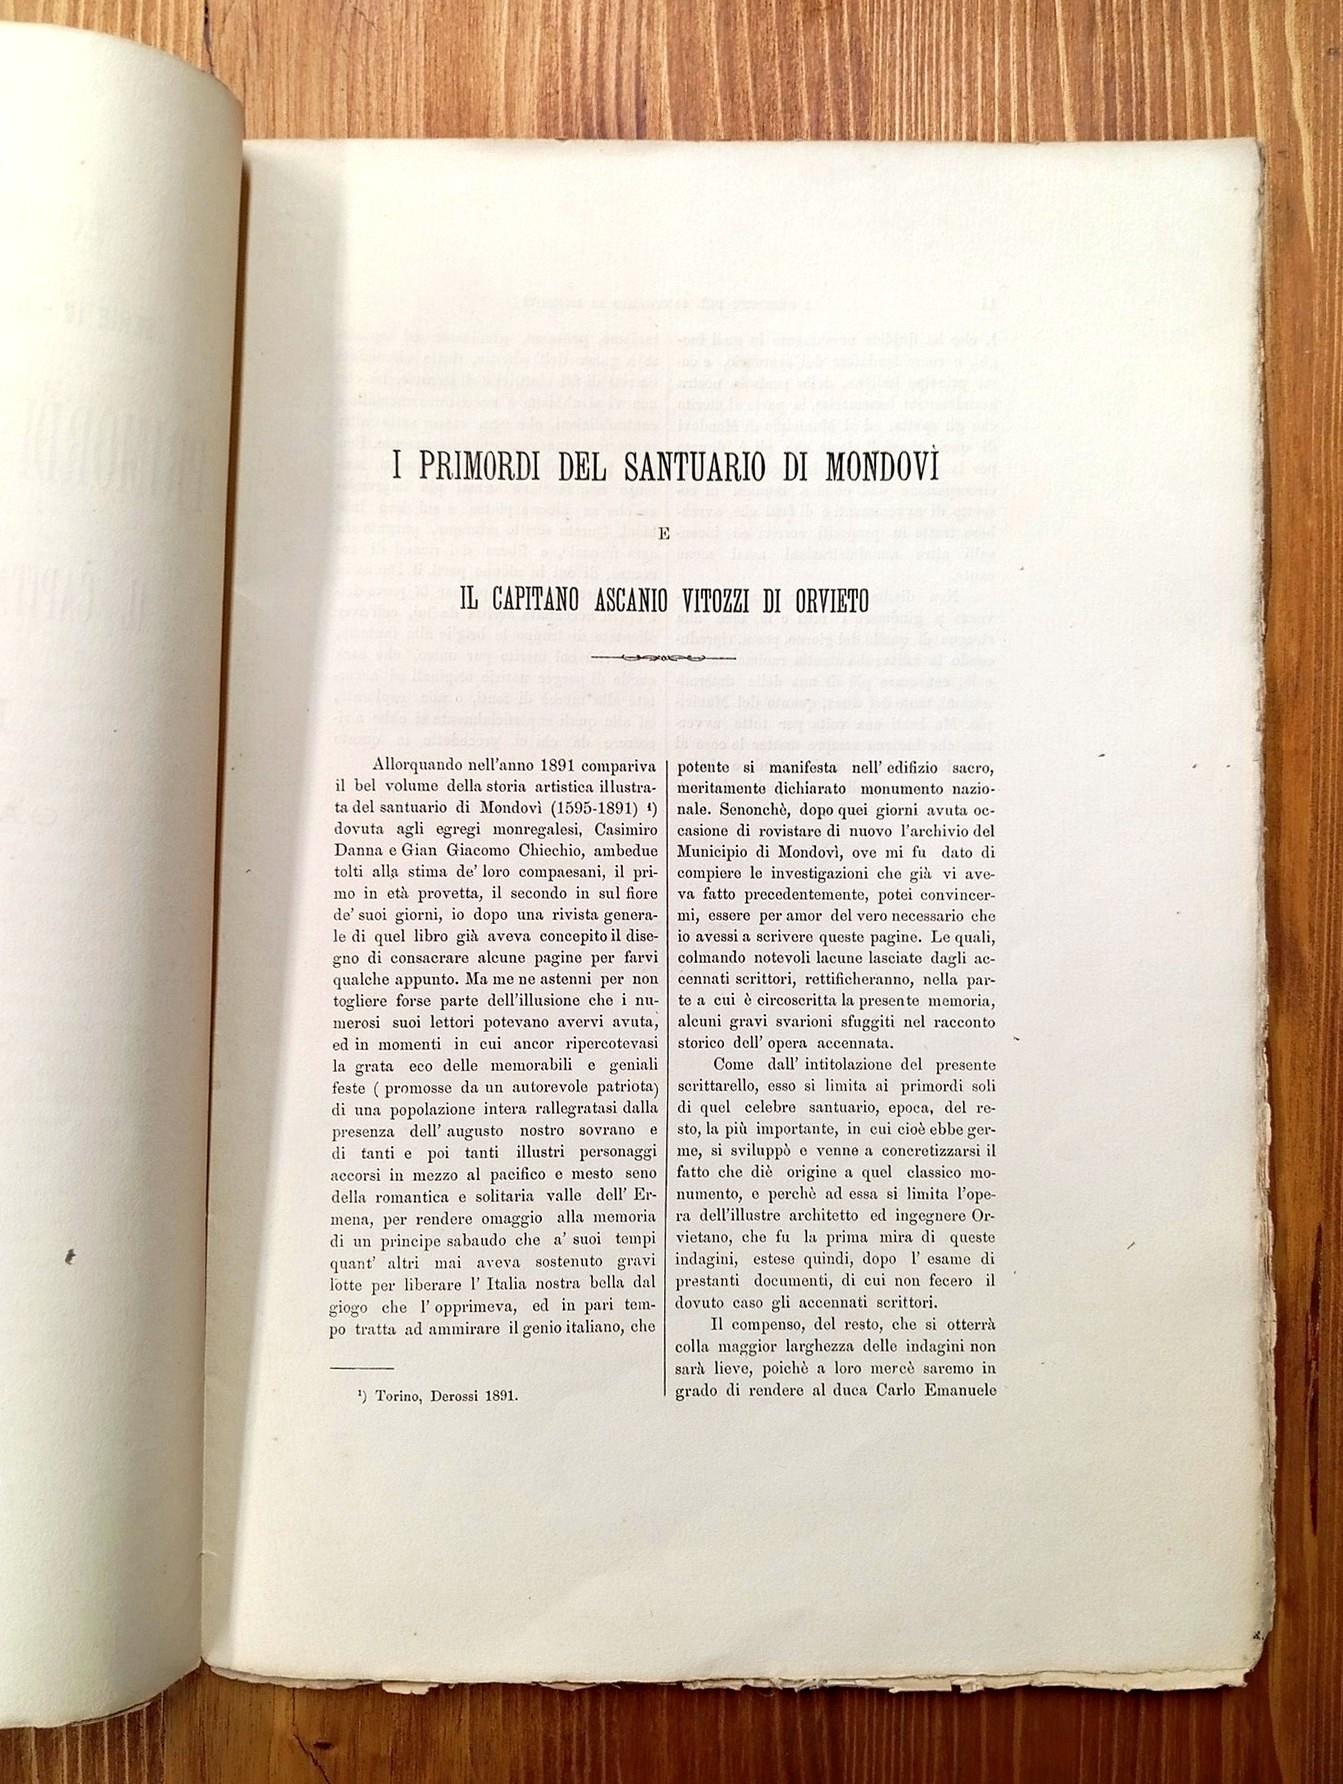 I PRIMORDI DEL SANTUARIO DI MONDOVÌ
E
IL CAPITANO ASCANIO VITOZZI DI ORVIETO
Allorquando nell'anno 1891 compariva
il bel volume della storia artistica illustra-
ta del santuario di Mondovì (1595-1891) ¹)
dovuta agli egregi monregalesi, Casimiro
Danna e Gian Giacomo Chiechio, ambedue
tolti alla stima de' loro compaesani, il pri-
mo in età provetta, il secondo in sul fiore
de' suoi giorni, io dopo una rivista genera-
le di quel libro già aveva concepito il dise-
gno di consacrare alcune pagine per farvi
qualche appunto. Ma me ne astenni per non
togliere forse parte dell'illusione che i nu-
merosi suoi lettori potevano avervi avuta,
ed in momenti in cui ancor ripercotevasi
la grata eco delle memorabili e geniali
feste ( promosse da un autorevole patriota)
di una popolazione intera rallegratasi dalla
presenza dell' augusto nostro sovrano e
di tanti e poi tanti illustri personaggi
accorsi in mezzo al pacifico e mesto seno
della romantica e solitaria valle dell' Er-
mena, per rendere omaggio alla memoria
di un principe sabaudo che a' suoi tempi
quant' altri mai aveva sostenuto gravi
lotte per liberare l' Italia nostra bella dal
giogo che l' opprimeva, ed in pari tem-
po tratta ad ammirare il genio italiano, che
¹) Torino, Derossi 1891.
potente si manifesta nell' edifizio sacro,
meritamente dichiarato monumento nazio-
nale. Senonchè, dopo quei giorni avuta oc-
casione di rovistare di nuovo l'archivio del
Municipio di Mondovì, ove mi fu dato di
compiere le investigazioni che già vi ave-
va fatto precedentemente, potei convincer-
mi, essere per amor del vero necessario che
io avessi a scrivere queste pagine. Le quali,
colmando notevoli lacune lasciate dagli ac-
cennati scrittori, rettificheranno, nella par-
te a cui è circoscritta la presente memoria,
alcuni gravi svarioni sfuggiti nel racconto
storico dell' opera accennata.
Come dall' intitolazione del presente
scrittarello, esso si limita ai primordi soli
di quel celebre santuario, epoca, del re-
sto, la più importante, in cui cioè ebbe ger-
me, si sviluppò e venne a concretizzarsi il
fatto che diè origine a quel classico mo-
numento, e perchè ad essa si limita l'ope-
ra dell'illustre architetto ed ingegnere Or-
vietano, che fu la prima mira di queste
indagini, estese quindi, dopo l' esame di
prestanti documenti, di cui non fecero il
dovuto caso gli accennati scrittori.
Il compenso, del resto, che si otterrà
colla maggior larghezza delle indagini non
sarà lieve, poichè a loro mercè saremo in
grado di rendere al duca Carlo Emanuele